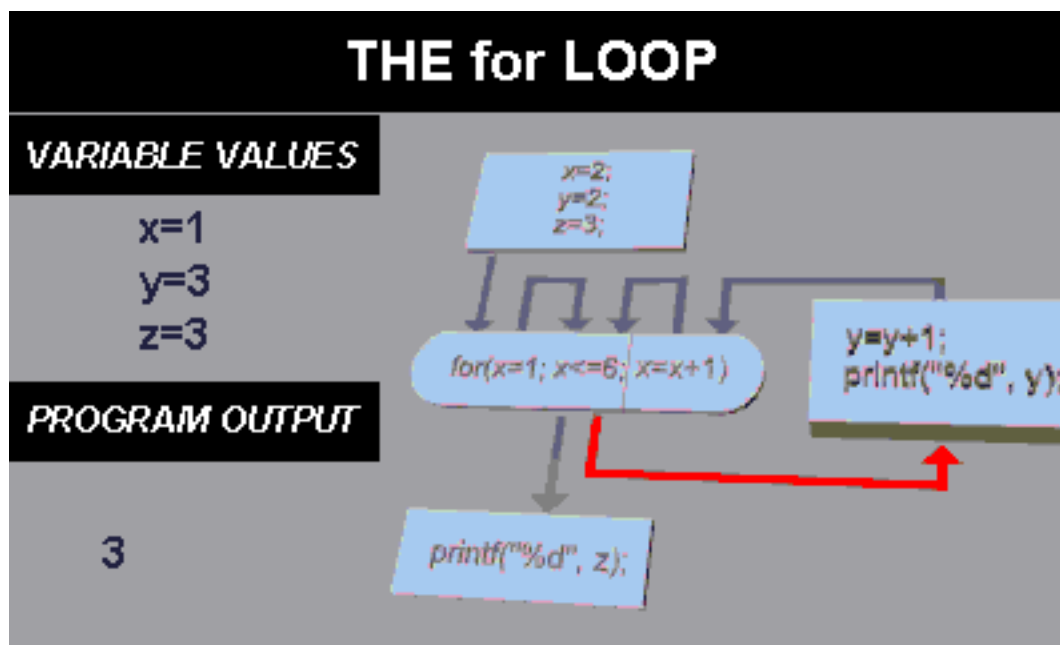 THE for LOOP
VARIABLE VALUES
x=1
y=3
z=3
PROGRAM OUTPUT
3
x=2;
y=2;
z=3;
for(x=1; x<=6; x=x+1)
y=y+1;
printf("%d", y);
printf("%d", z);